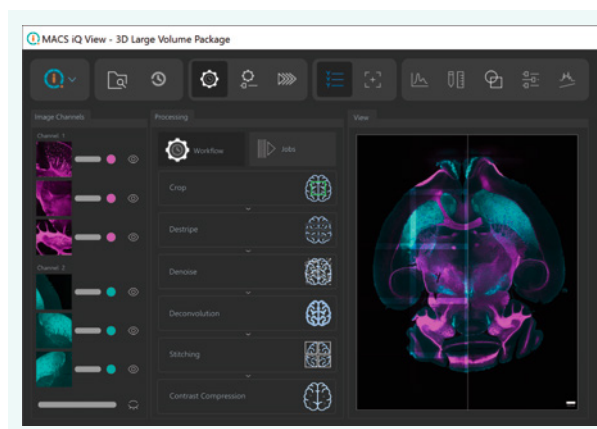 MACS iQ View - 3D Large Volume Package
Image Channels
Processing
View
Channel 1
Workflow
Jobs
Crop
Destripe
Denoise
Channel 2
Deconvolution
Stitching
Contrast Compression